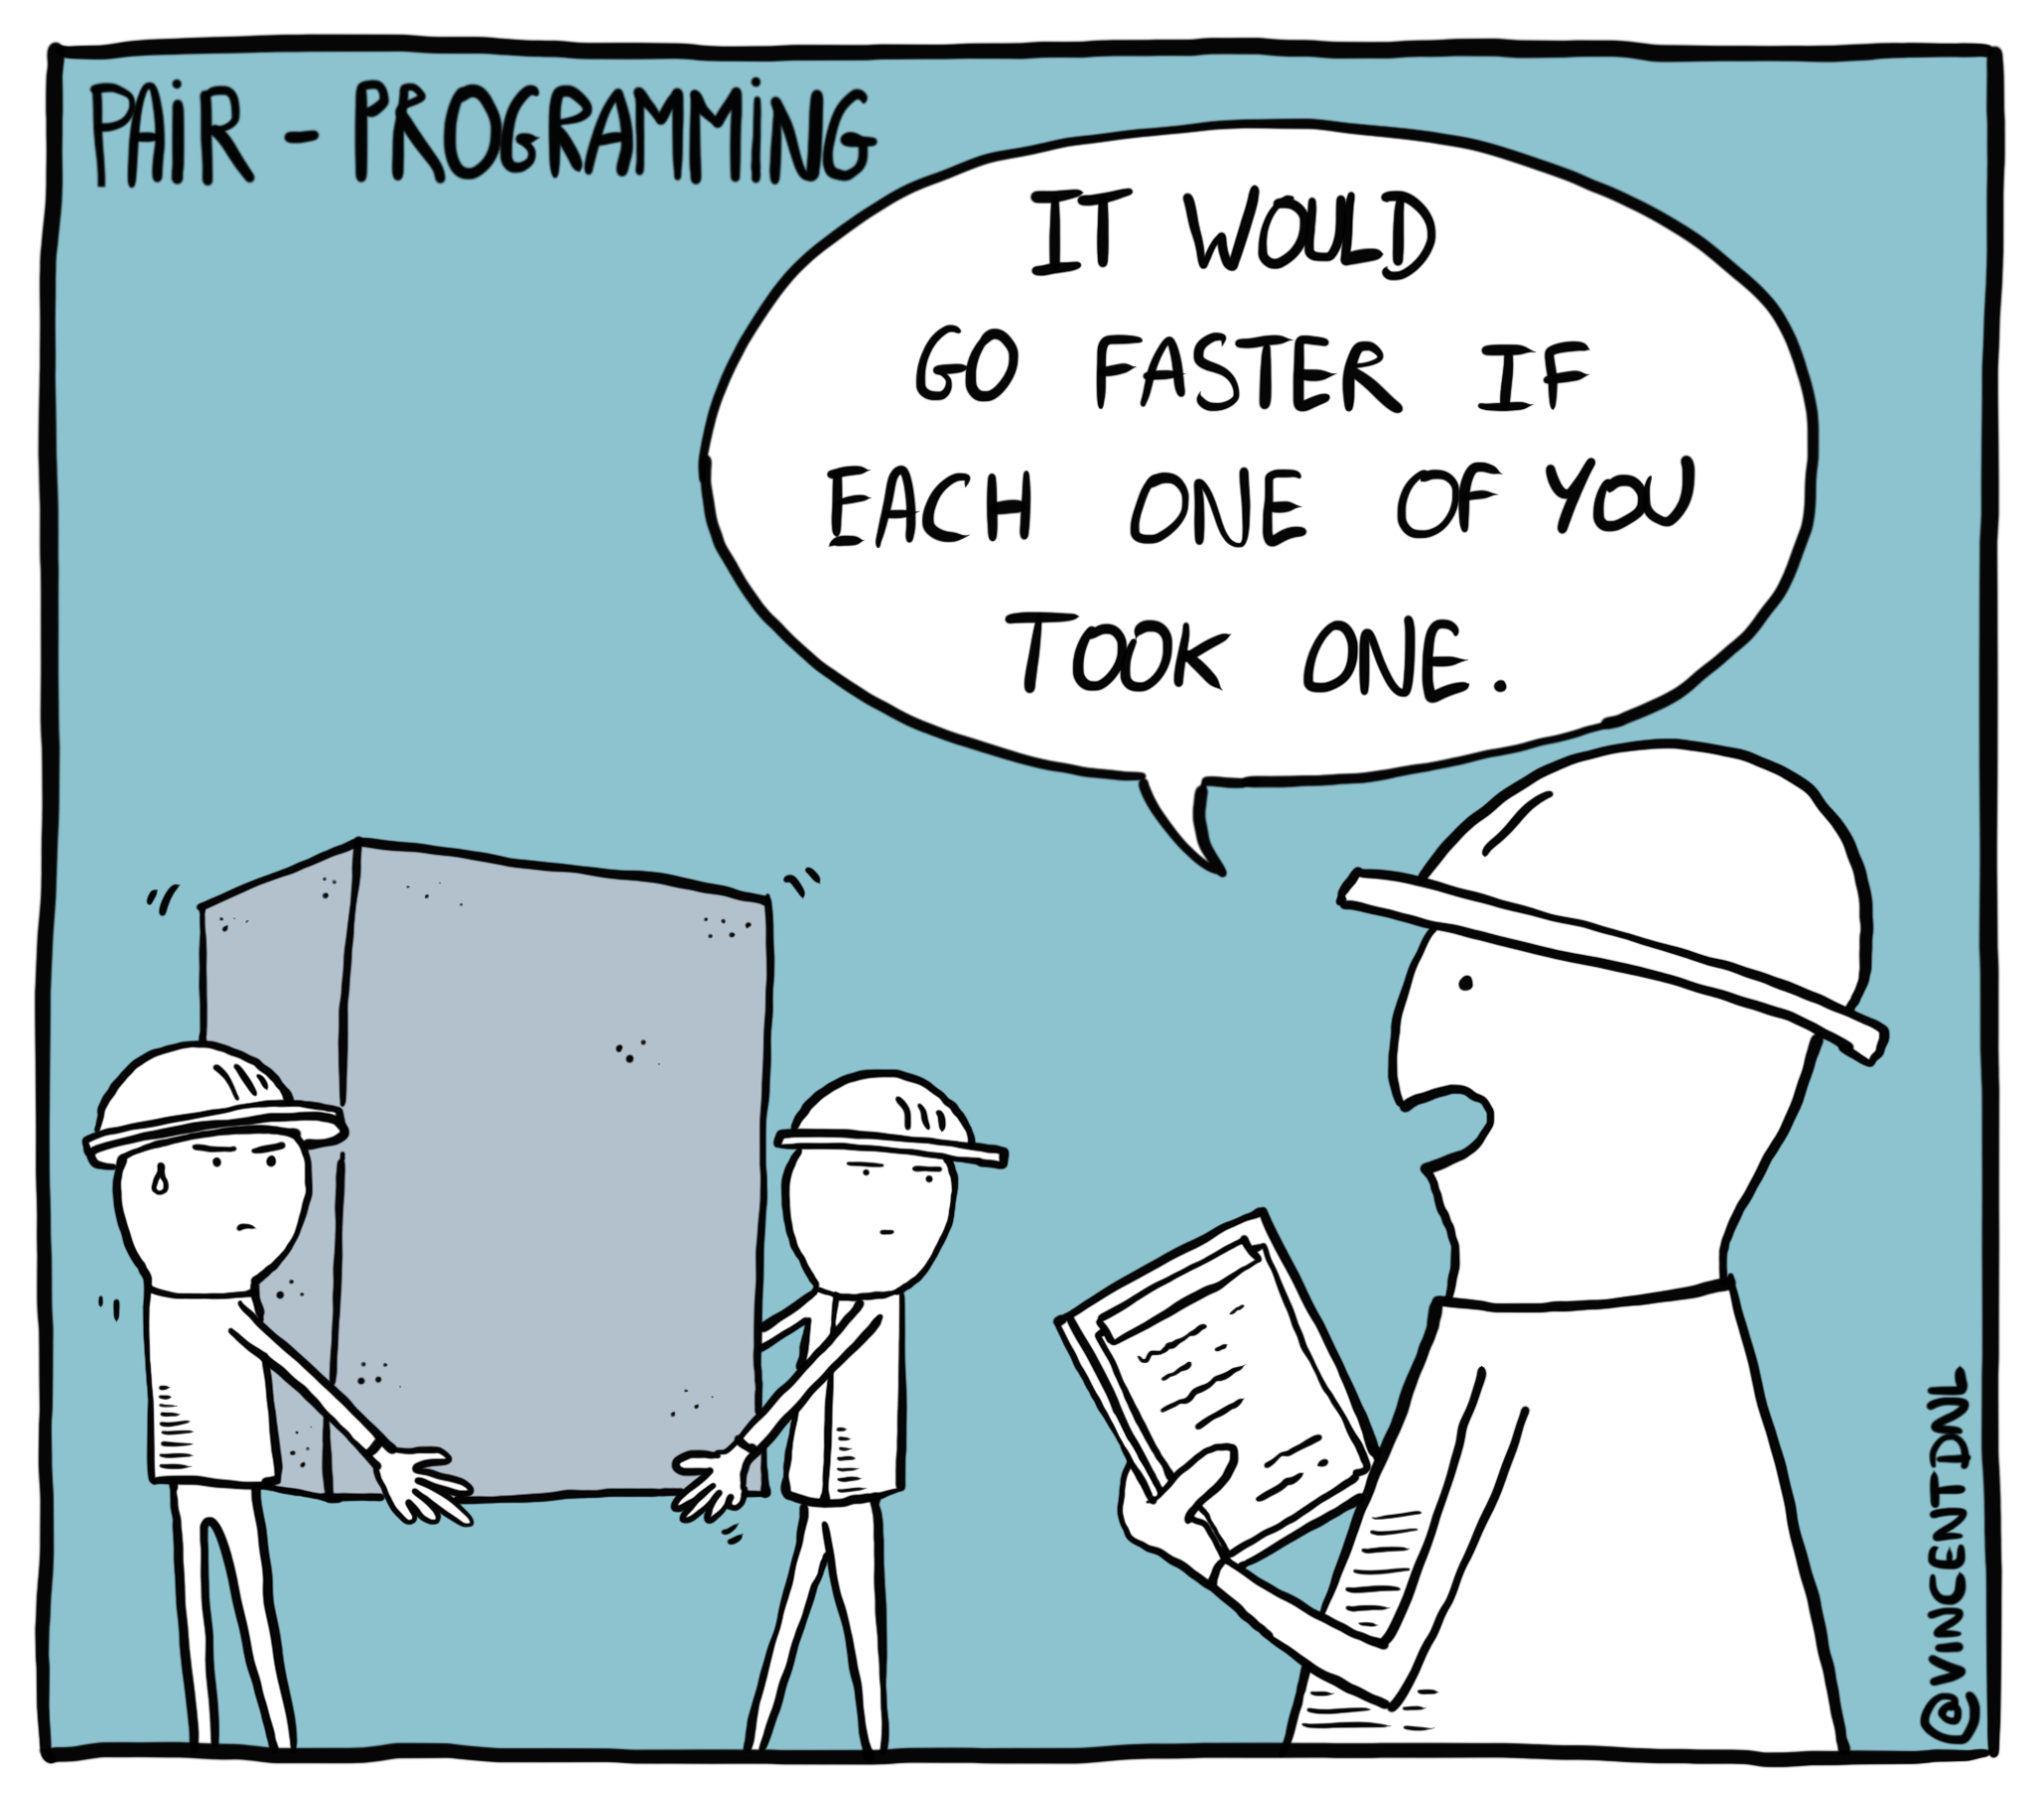 PAiR - PROGRAMMiNG
IT WOULD
GO FASTER IF
EACH ONE OF YOU
TOOK ONE.
@VINCENTDNL